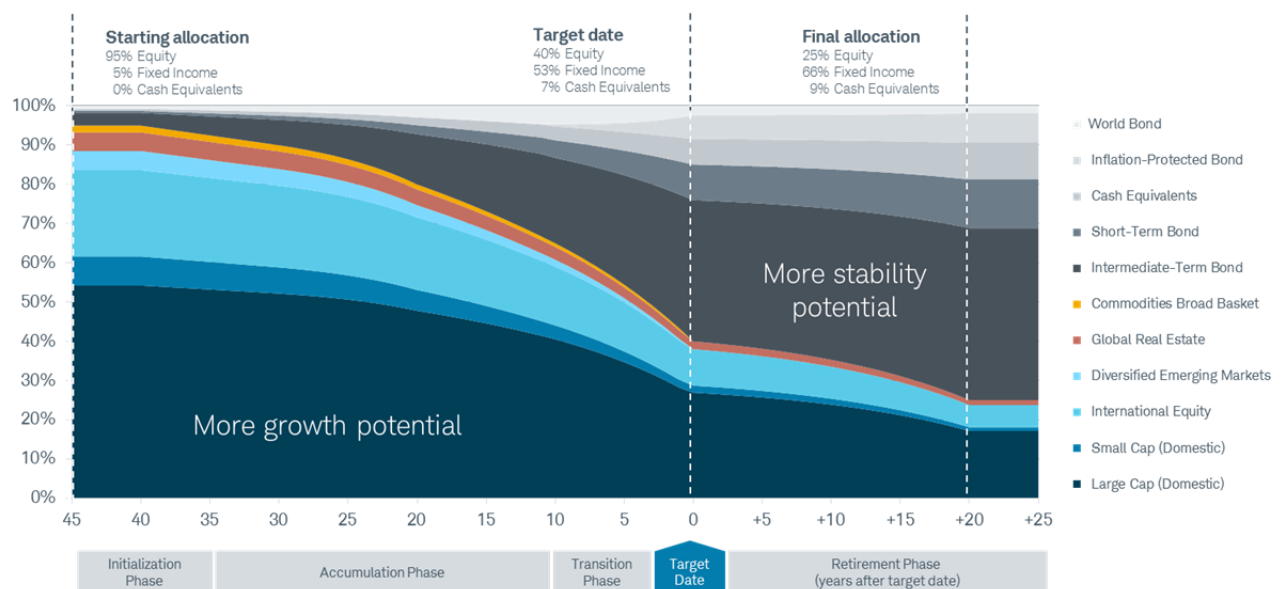 Starting allocation
95% Equity
5% Fixed Income
0% Cash Equivalents
Target date
40% Equity
53% Fixed Income
7% Cash Equivalents
Final allocation
25% Equity
66% Fixed Income
9% Cash Equivalents
100%
90%
80%
70%
60%
50%
40%
30%
20%
10%
0%
More growth potential
More stability
potential
World Bond
Inflation-Protected Bond
Cash Equivalents
Short-Term Bond
Intermediate-Term Bond
Commodities Broad Basket
Global Real Estate
Diversified Emerging Markets
International Equity
Small Cap (Domestic)
Large Cap (Domestic)
45 40 35 30 25 20 15 10 5 0 +5 +10 +15 +20 +25
Initialization
Phase
Accumulation Phase
Transition
Phase
Target
Date
Retirement Phase
(years after target date)